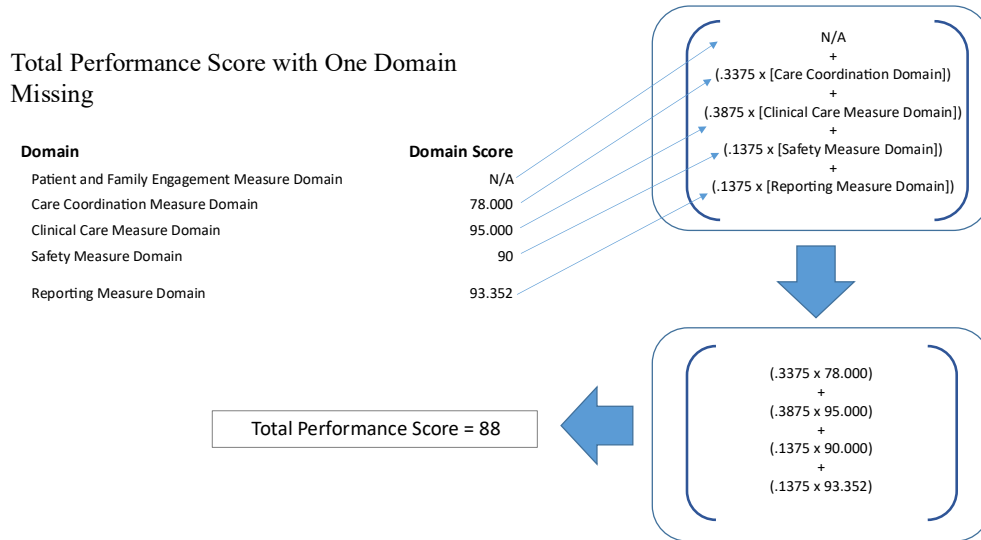 Total Performance Score with One Domain
Missing
Domain Domain Score
Patient and Family Engagement Measure Domain N/A
Care Coordination Measure Domain 78.000
Clinical Care Measure Domain 95.000
Safety Measure Domain 90
Reporting Measure Domain 93.352
N/A
+
(.3375 x [Care Coordination Domain])
+
(.3875 x [Clinical Care Measure Domain])
+
(.1375 x [Safety Measure Domain])
+
(.1375 x [Reporting Measure Domain])
(.3375 x 78.000)
+
(.3875 x 95.000)
+
(.1375 x 90.000)
+
(.1375 x 93.352)
Total Performance Score = 88